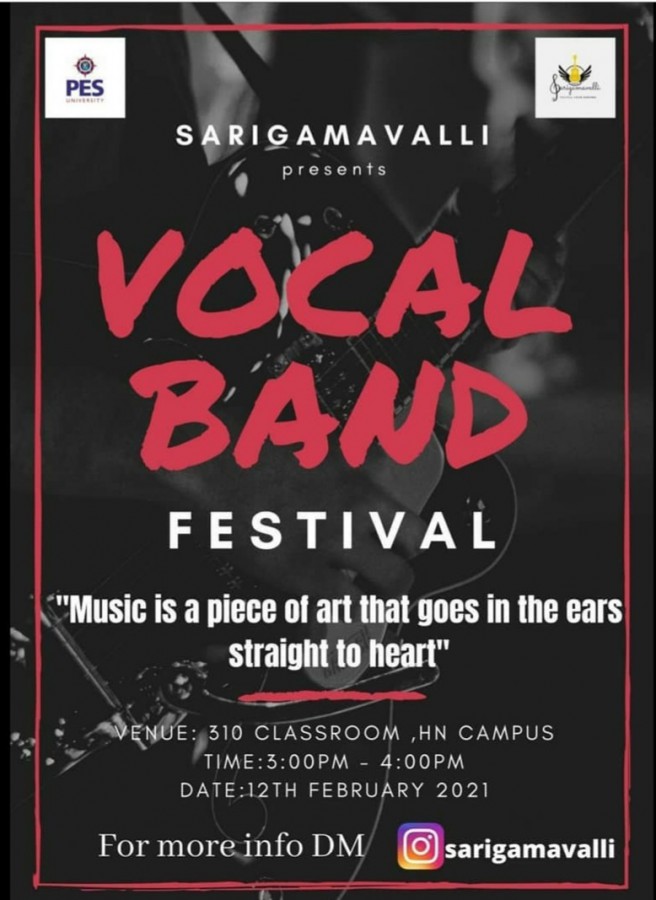 PES
UNIVERSITY
Sarigamavalli
SARIGAMAVALLI
presents
VOCAL
BAND
FESTIVAL
"Music is a piece of art that goes in the ears
straight to heart"
VENUE: 310 CLASSROOM ,HN CAMPUS
TIME:3:00PM - 4:00PM
DATE:12TH FEBRUARY 2021
For more info DM
sarigamavalli